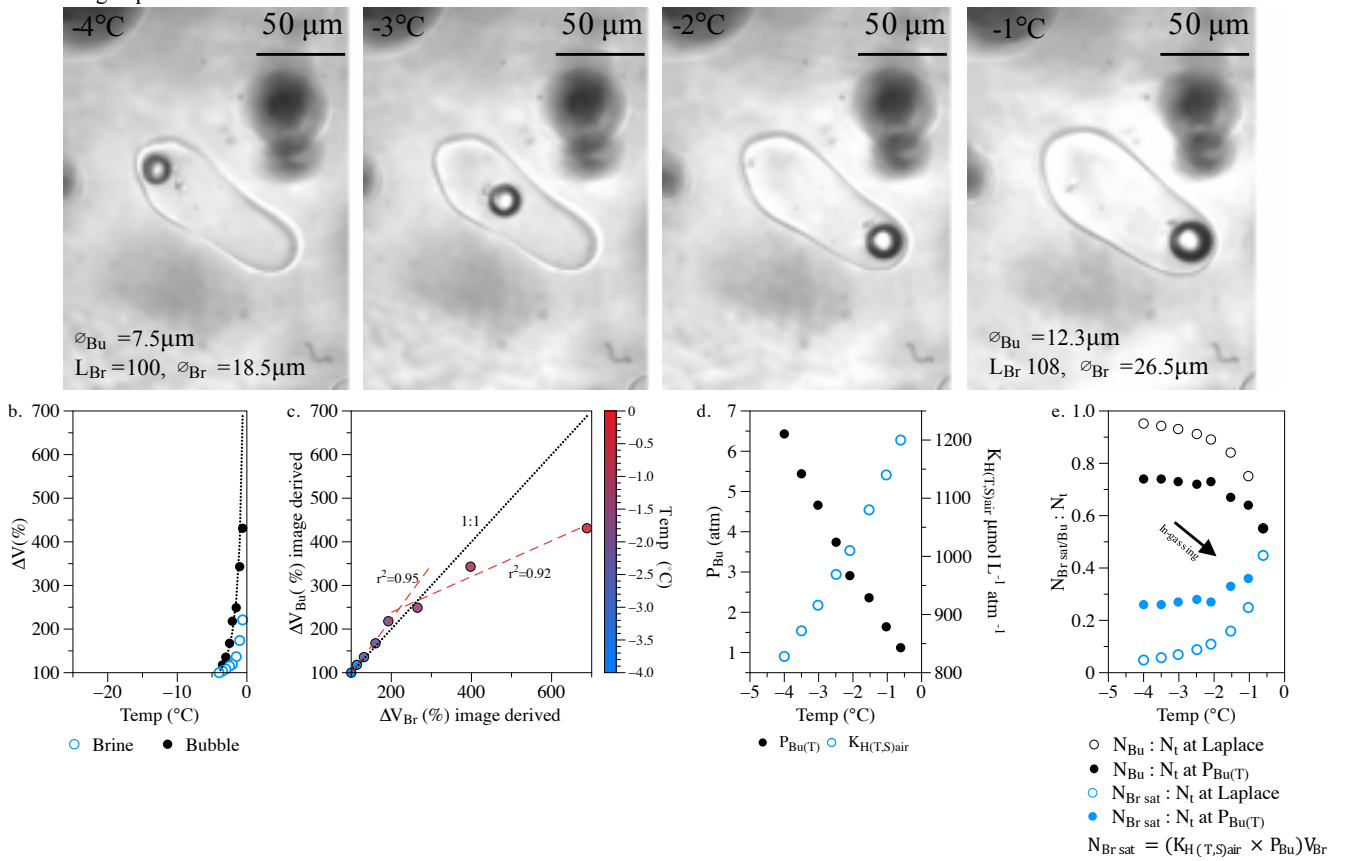 -4°C 50 μm
-3°C 50 μm
-2°C 50 μm
-1°C 50 μm
⌀Bu =7.5μm
LBr =100, ⌀Br =18.5μm
⌀Bu =12.3μm
LBr 108, ⌀Br =26.5μm
b.
700
600
500
400
300
200
100
ΔV(%)
−20 −10 0
Temp (°C)
Brine Bubble
c.
700
600
500
400
300
200
100
ΔVBu(%) image derived
1:1
r²=0.95
r²=0.92
200 400 600
ΔVBr (%) image derived
0
−0.5
−1.0
−1.5
−2.0
−2.5
−3.0
−3.5
−4.0
Temp (°C)
d.
7
6
5
4
3
2
1
PBu (atm)
1200
1100
1000
900
800
KH(T,S)air μmol L⁻¹ atm⁻¹
−5 −4 −3 −2 −1 0
Temp (°C)
PBu(T) KH(T,S)air
e.
1.0
0.8
0.6
0.4
0.2
0
NBr sat/Bu : Nt
In-gassing
−5 −4 −3 −2 −1 0
Temp (°C)
NBu : Nt at Laplace
NBu : Nt at PBu(T)
NBr sat : Nt at Laplace
NBr sat : Nt at PBu(T)
NBr sat = (KH(T,S)air × PBu)VBr